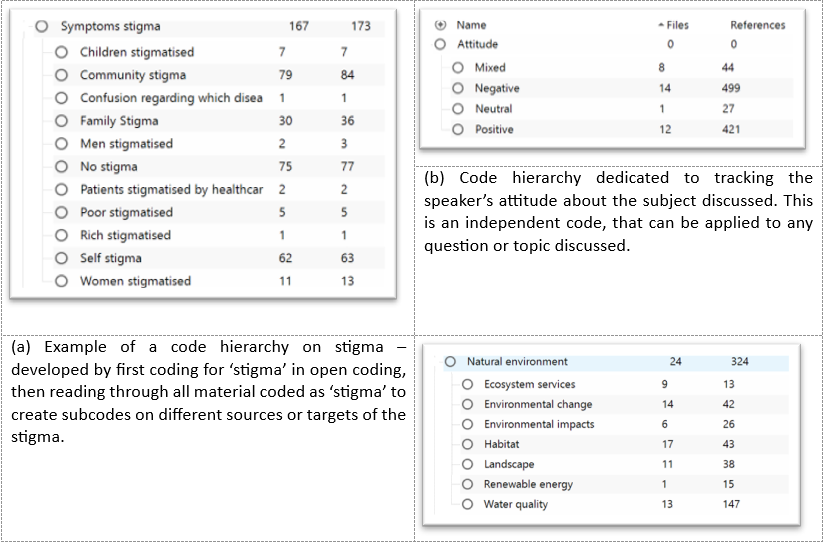 Symptoms stigma 167 173
Children stigmatised 7 7
Community stigma 79 84
Confusion regarding which disea 1 1
Family Stigma 30 36
Men stigmatised 2 3
No stigma 75 77
Patients stigmatised by healthcar 2 2
Poor stigmatised 5 5
Rich stigmatised 1 1
Self stigma 62 63
Women stigmatised 11 13
Name Files References
Attitude 0 0
Mixed 8 44
Negative 14 499
Neutral 1 27
Positive 12 421
(b) Code hierarchy dedicated to tracking the
speaker’s attitude about the subject discussed. This
is an independent code, that can be applied to any
question or topic discussed.
(a) Example of a code hierarchy on stigma –
developed by first coding for ‘stigma’ in open coding,
then reading through all material coded as ‘stigma’ to
create subcodes on different sources or targets of the
stigma.
Natural environment 24 324
Ecosystem services 9 13
Environmental change 14 42
Environmental impacts 6 26
Habitat 17 43
Landscape 11 38
Renewable energy 1 15
Water quality 13 147